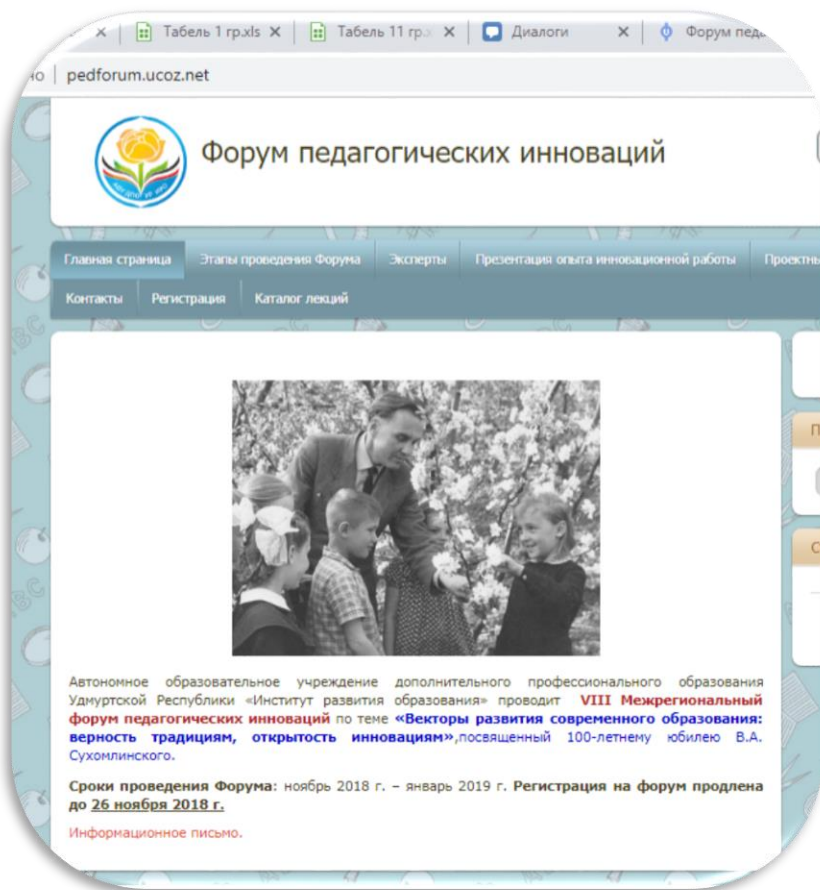 Табель 1 гр.xls
Табель 11 гр.
Диалоги
Форум
pedforum.ucoz.net
Форум педагогических инноваций
Главная страница Этапы проведения Форума Эксперты Презентация опыта инновационной работы
Контакты Регистрация Каталог лекций
Автономное образовательное учреждение дополнительного профессионального образования
Удмуртской Республики «Институт развития образования» проводит VIII Межрегиональный
форум педагогических инноваций по теме «Векторы развития современного образования:
верность традициям, открытость инновациям»,посвященный 100-летнему юбилею В.А.
Сухомлинского.
Сроки проведения Форума: ноябрь 2018 г. – январь 2019 г. Регистрация на форум продлена
до 26 ноября 2018 г.
Информационное письмо.